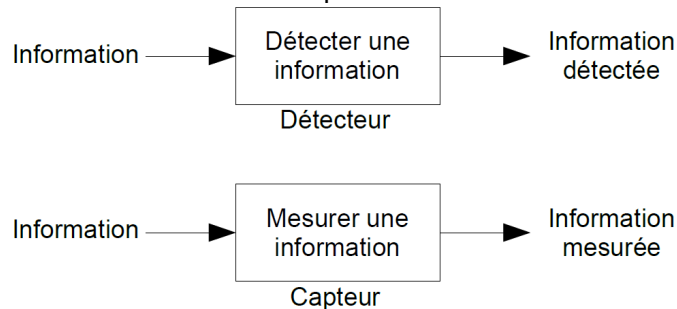 Information
Détecter une
information
Information
détectée
Détecteur
Information
Mesurer une
information
Information
mesurée
Capteur